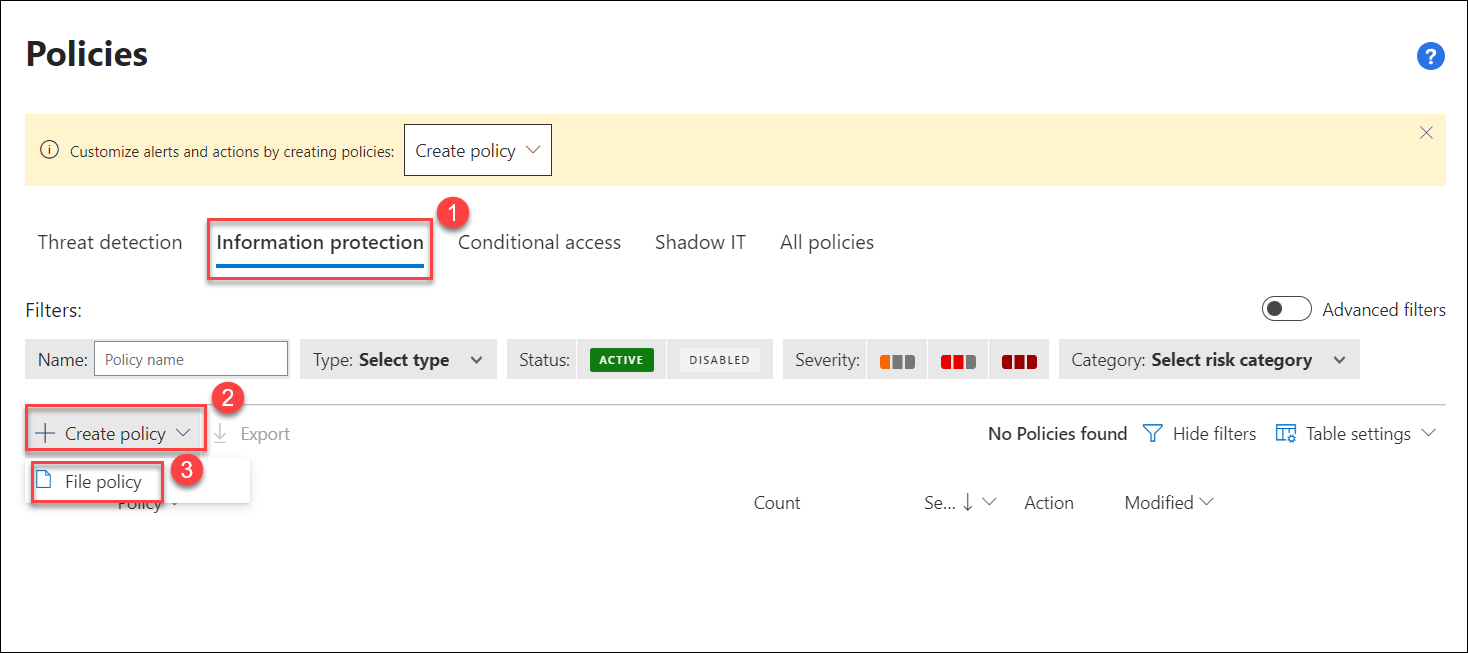 Policies
?
Customize alerts and actions by creating policies: Create policy
1
Threat detection Information protection Conditional access Shadow IT All policies
Filters: Advanced filters
Name: Policy name Type: Select type Status: ACTIVE DISABLED Severity: Category: Select risk category
2
Create policy Export No Policies found Hide filters Table settings
3
File policy
Policy Count Se... Action Modified